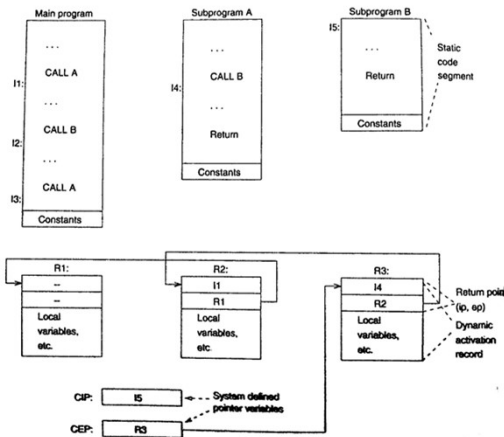 Main program
Subprogram A
Subprogram B
...
CALL A
I1:
...
CALL B
I2:
...
CALL A
I3:
Constants
...
CALL B
I4:
...
Return
Constants
I5:
...
Return
Constants
Static
code
segment
R1:
--
--
Local
variables,
etc.
R2:
I1
R1
Local
variables,
etc.
R3:
I4
R2
Local
variables,
etc.
Return
(ip, ep)
Dynamic
activation
record
CIP:
I5
System defined
pointer variables
CEP:
R3